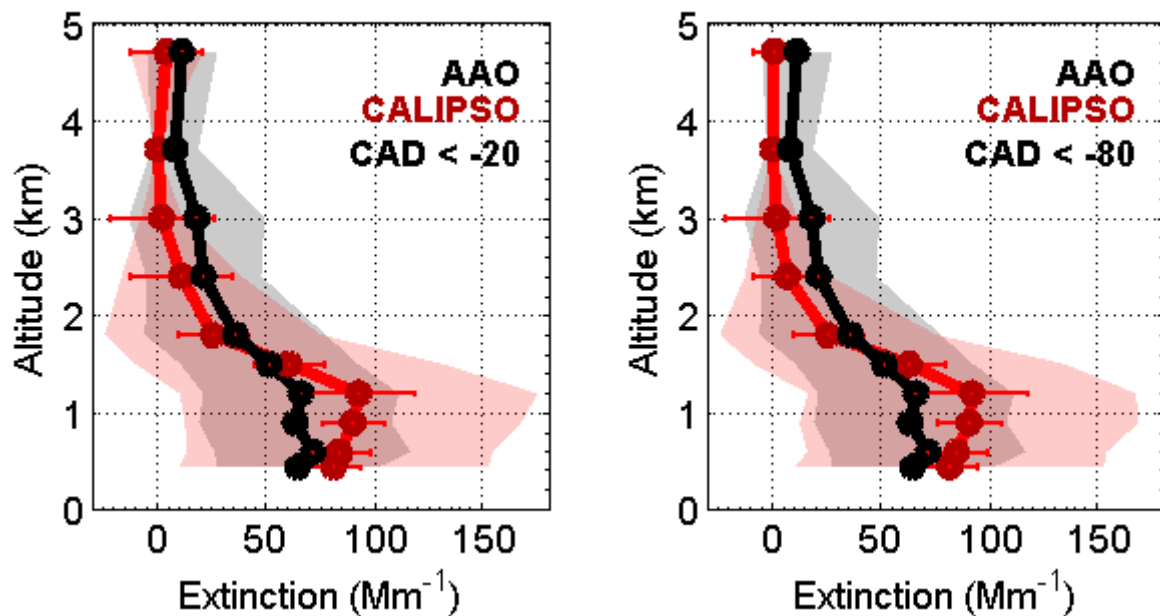 5
4
3
2
1
0
Altitude (km)
AAO
CALIPSO
CAD < -20
0 50 100 150
Extinction (Mm⁻¹)
5
4
3
2
1
0
Altitude (km)
AAO
CALIPSO
CAD < -80
0 50 100 150
Extinction (Mm⁻¹)